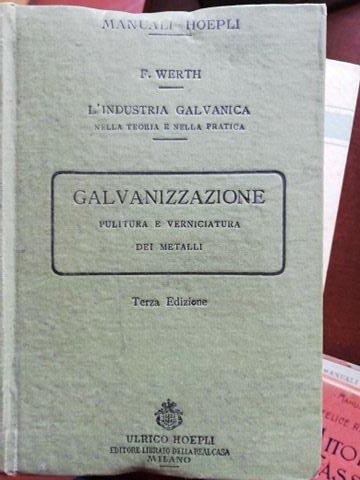 MANUALI HOEPLI
F. WERTH
L'INDUSTRIA GALVANICA
NELLA TEORIA E NELLA PRATICA
GALVANIZZAZIONE
PULITURA E VERNICIATURA
DEI METALLI
Terza Edizione
ULRICO HOEPLI
EDITORE LIBRAIO DELLA REAL CASA
MILANO
MANUALI